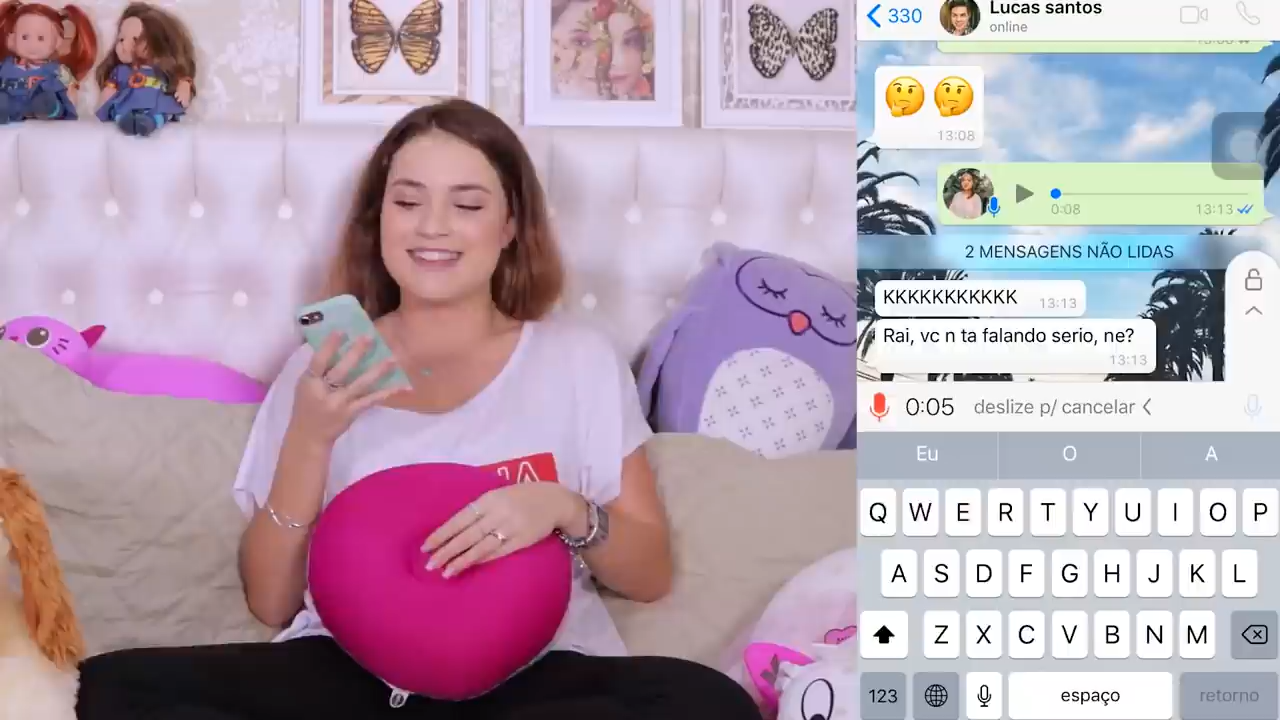 330
Lucas santos
online
13:08
0:08
13:13
2 MENSAGENS NÃO LIDAS
KKKKKKKKKKK
13:13
Rai, vc n ta falando serio, ne?
13:13
0:05 deslize p/ cancelar
Eu O A
Q W E R T Y U I O P
A S D F G H J K L
Z X C V B N M
123 espaço retorno